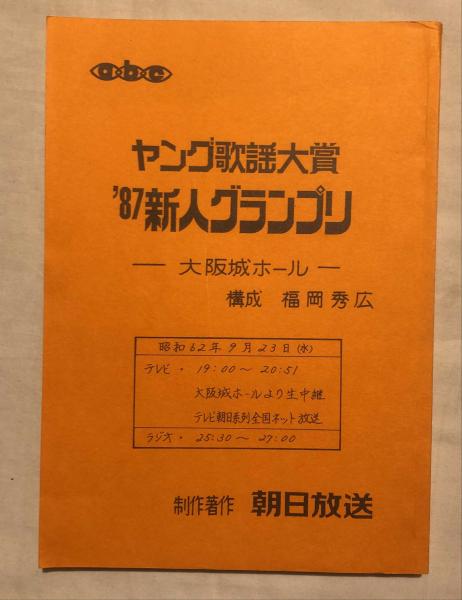 abc
ヤング歌謡大賞
'87新人グランプリ
― 大阪城ホール ―
構成 福岡秀広
昭和62年9月23日(水)
テレビ・19:00~20:51
大阪城ホールより生中継
テレビ朝日系列全国ネット放送
ラジオ・25:30~27:00
制作著作 朝日放送